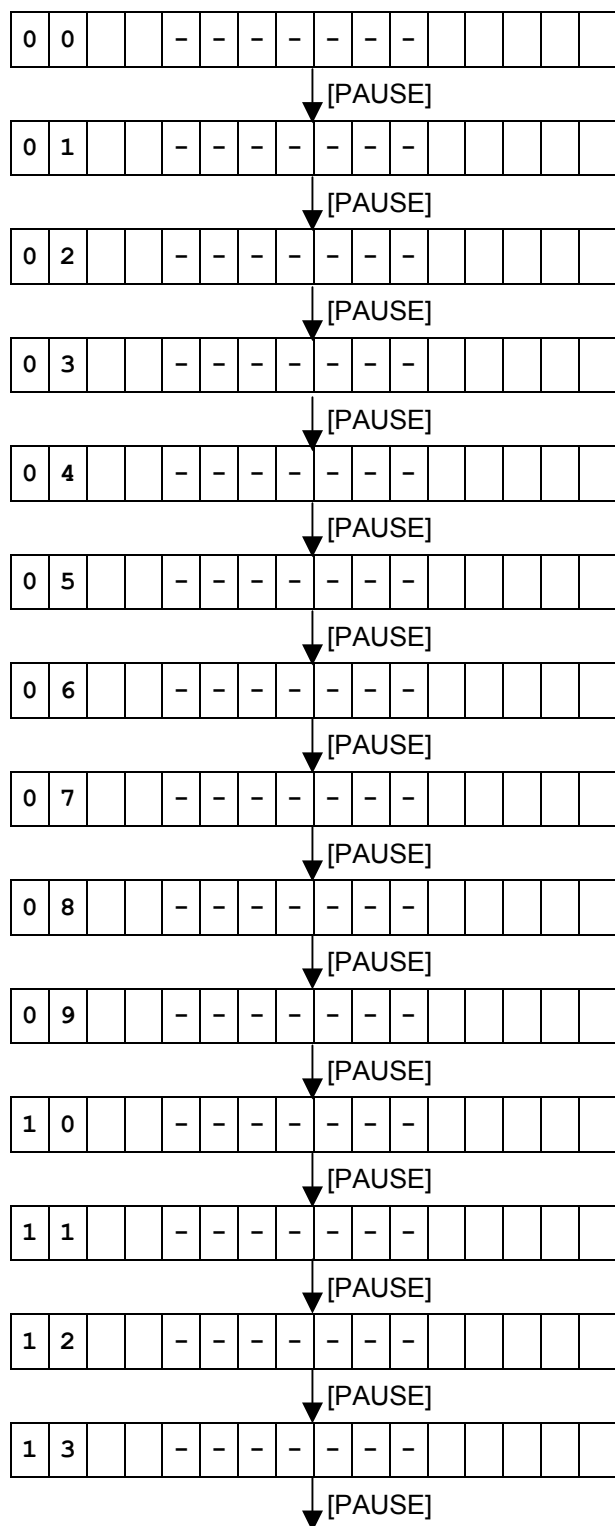 0 0 - - - - - - -
[PAUSE]
0 1 - - - - - - -
[PAUSE]
0 2 - - - - - - -
[PAUSE]
0 3 - - - - - - -
[PAUSE]
0 4 - - - - - - -
[PAUSE]
0 5 - - - - - - -
[PAUSE]
0 6 - - - - - - -
[PAUSE]
0 7 - - - - - - -
[PAUSE]
0 8 - - - - - - -
[PAUSE]
0 9 - - - - - - -
[PAUSE]
1 0 - - - - - - -
[PAUSE]
1 1 - - - - - - -
[PAUSE]
1 2 - - - - - - -
[PAUSE]
1 3 - - - - - - -
[PAUSE]